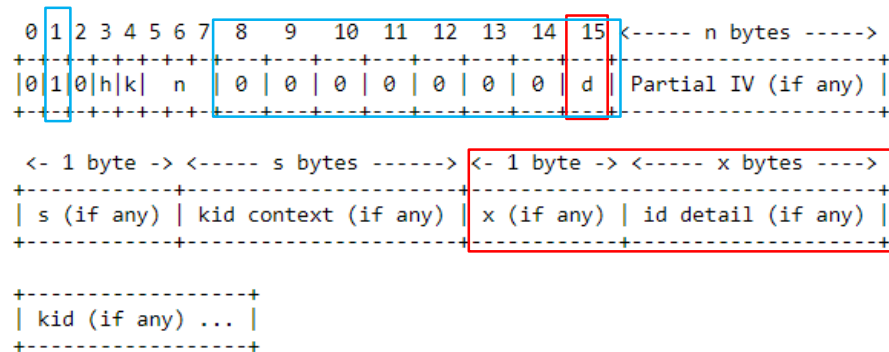 0 1 2 3 4 5 6 7 8 9 10 11 12 13 14 15 <----- n bytes ----->
+-+-+-+-+-+-+-+-+---+---+---+---+---+---+---+---+---------------------+
|0|1|0|h|k| n | 0 | 0 | 0 | 0 | 0 | 0 | 0 | d | Partial IV (if any) |
+-+-+-+-+-+-+-+-+---+---+---+---+---+---+---+---+---------------------+
<- 1 byte -> <----- s bytes ------> <- 1 byte -> <----- x bytes ---->
+------------+----------------------+------------+--------------------+
| s (if any) | kid context (if any) | x (if any) | id detail (if any) |
+------------+----------------------+------------+--------------------+
+------------------+
| kid (if any) ... |
+------------------+